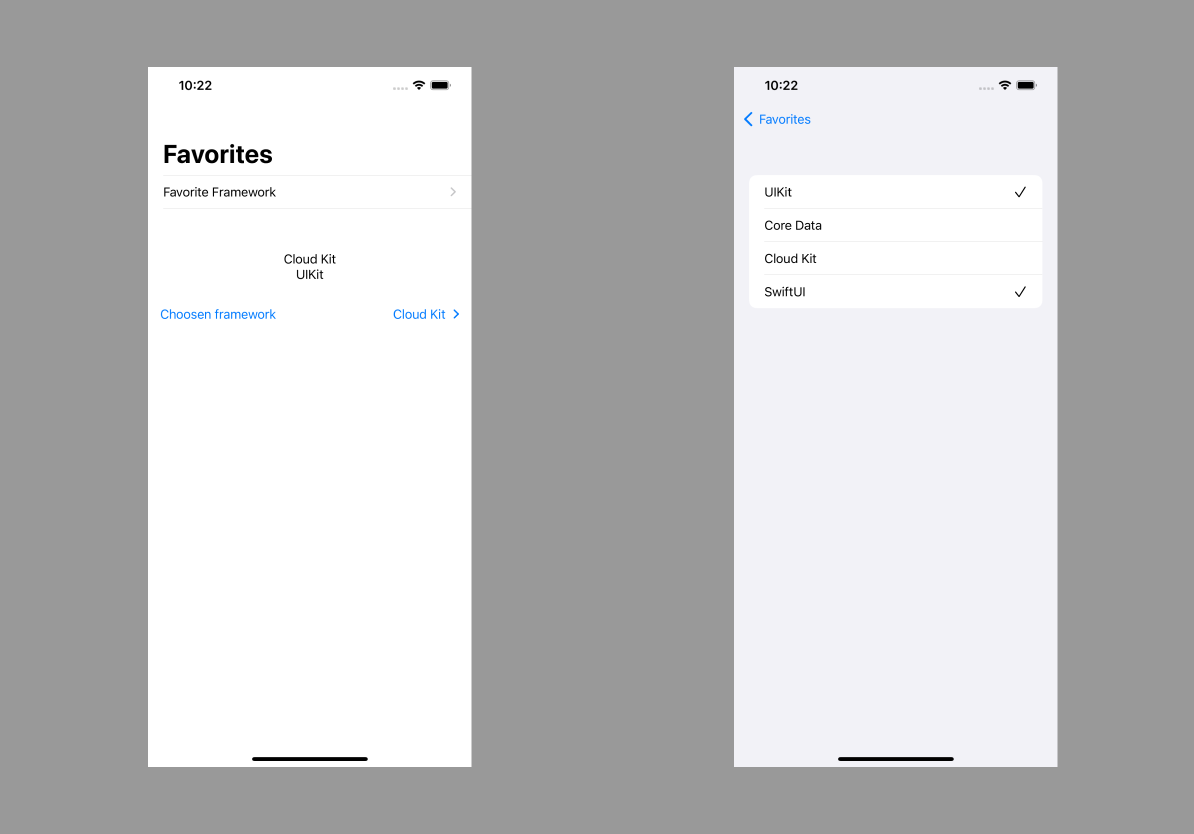 10:22
Favorites
Favorite Framework
Cloud Kit
UIKit
Choosen framework Cloud Kit
10:22
Favorites
UIKit
Core Data
Cloud Kit
SwiftUI